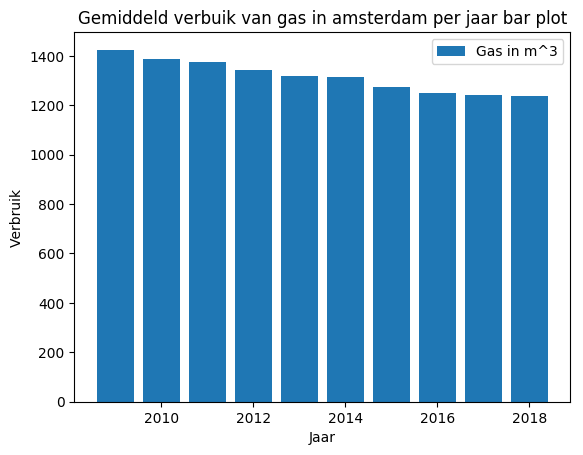 Gemiddeld verbuik van gas in amsterdam per jaar bar plot
Gas in m^3
1400
1200
1000
800
600
400
200
0
Verbruik
2010 2012 2014 2016 2018
Jaar